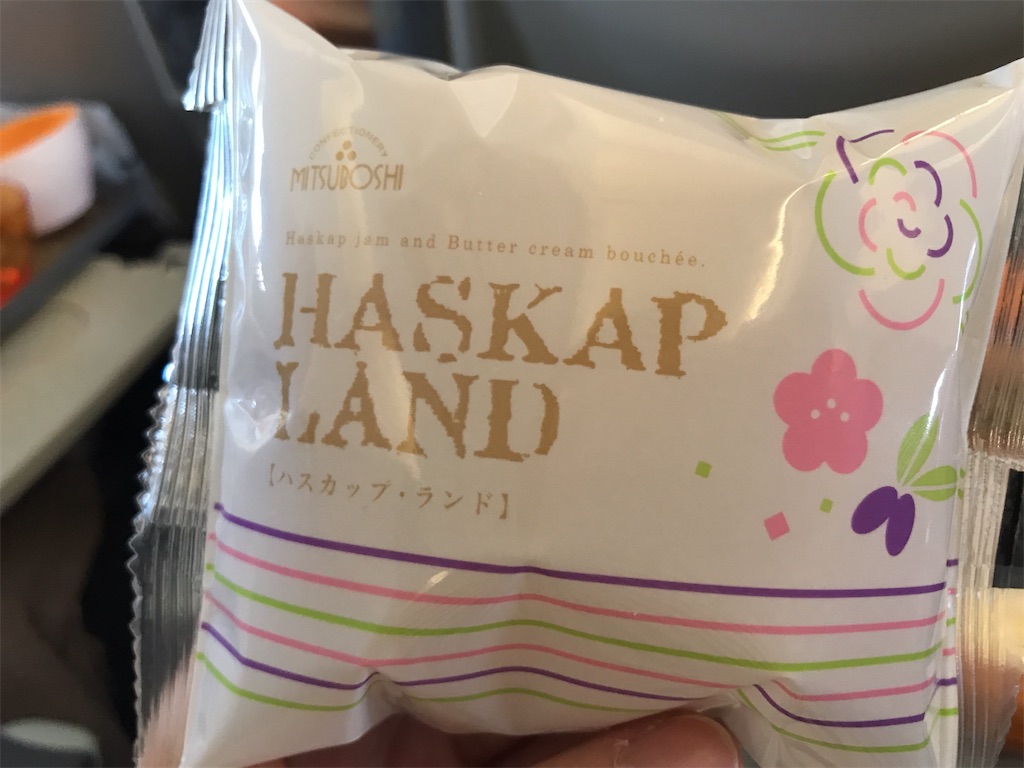 CONFECTIONERY
MITSUBOSHI
Haskap jam and Butter cream bouchée.
HASKAP
LAND
【ハスカップ・ランド】